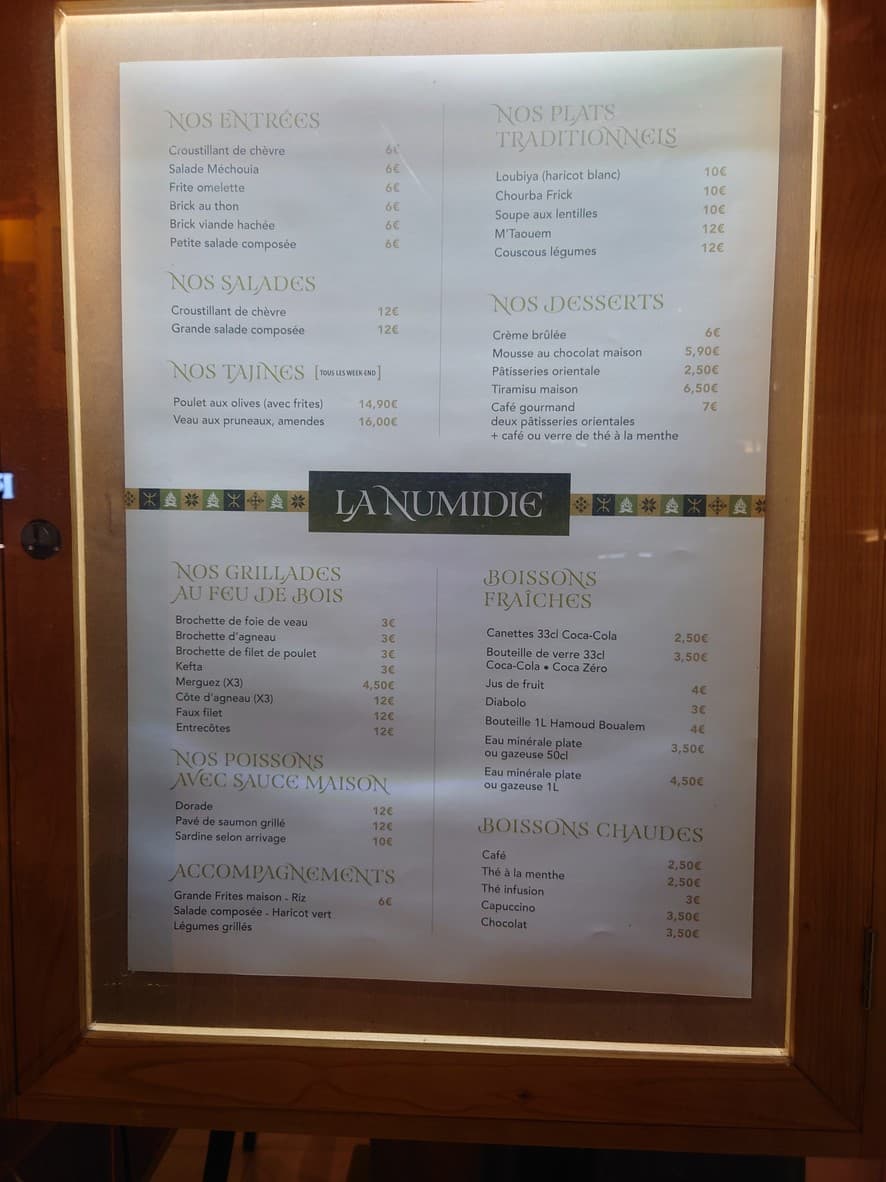 NOS ENTRÉES
Croustillant de chèvre 6€
Salade Méchouia 6€
Frite omelette 6€
Brick au thon 6€
Brick viande hachée 6€
Petite salade composée 6€
NOS SALADES
Croustillant de chèvre 12€
Grande salade composée 12€
NOS TAJINES [TOUS LES WEEK-END]
Poulet aux olives (avec frites) 14,90€
Veau aux pruneaux, amendes 16,00€
NOS PLATS
TRADITIONNELS
Loubiya (haricot blanc) 10€
Chourba Frick 10€
Soupe aux lentilles 10€
M'Taouem 12€
Couscous légumes 12€
NOS DESSERTS
Crème brûlée 6€
Mousse au chocolat maison 5,90€
Pâtisseries orientale 2,50€
Tiramisu maison 6,50€
Café gourmand 7€
deux pâtisseries orientales
+ café ou verre de thé à la menthe
LA NUMIDIE
NOS GRILLADES
AU FEU DE BOIS
Brochette de foie de veau 3€
Brochette d'agneau 3€
Brochette de filet de poulet 3€
Kefta 3€
Merguez (X3) 4,50€
Côte d'agneau (X3) 12€
Faux filet 12€
Entrecôtes 12€
NOS POISSONS
AVEC SAUCE MAISON
Dorade 12€
Pavé de saumon grillé 12€
Sardine selon arrivage 10€
ACCOMPAGNEMENTS
Grande Frites maison - Riz 6€
Salade composée - Haricot vert
Légumes grillés
BOISSONS
FRAÎCHES
Canettes 33cl Coca-Cola 2,50€
Bouteille de verre 33cl 3,50€
Coca-Cola • Coca Zéro
Jus de fruit 4€
Diabolo 3€
Bouteille 1L Hamoud Boualem 4€
Eau minérale plate
ou gazeuse 50cl 3,50€
Eau minérale plate
ou gazeuse 1L 4,50€
BOISSONS CHAUDES
Café 2,50€
Thé à la menthe 2,50€
Thé infusion 3€
Capuccino 3,50€
Chocolat 3,50€